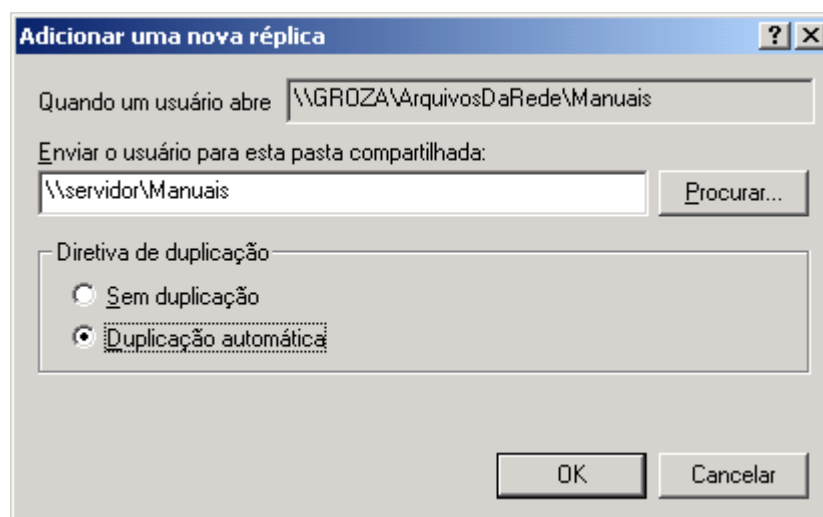 Adicionar uma nova réplica
Quando um usuário abre \\GROZA\ArquivosDaRede\Manuais
Enviar o usuário para esta pasta compartilhada:
\\servidor\Manuais Procurar...
Diretiva de duplicação
Sem duplicação
Duplicação automática
OK Cancelar